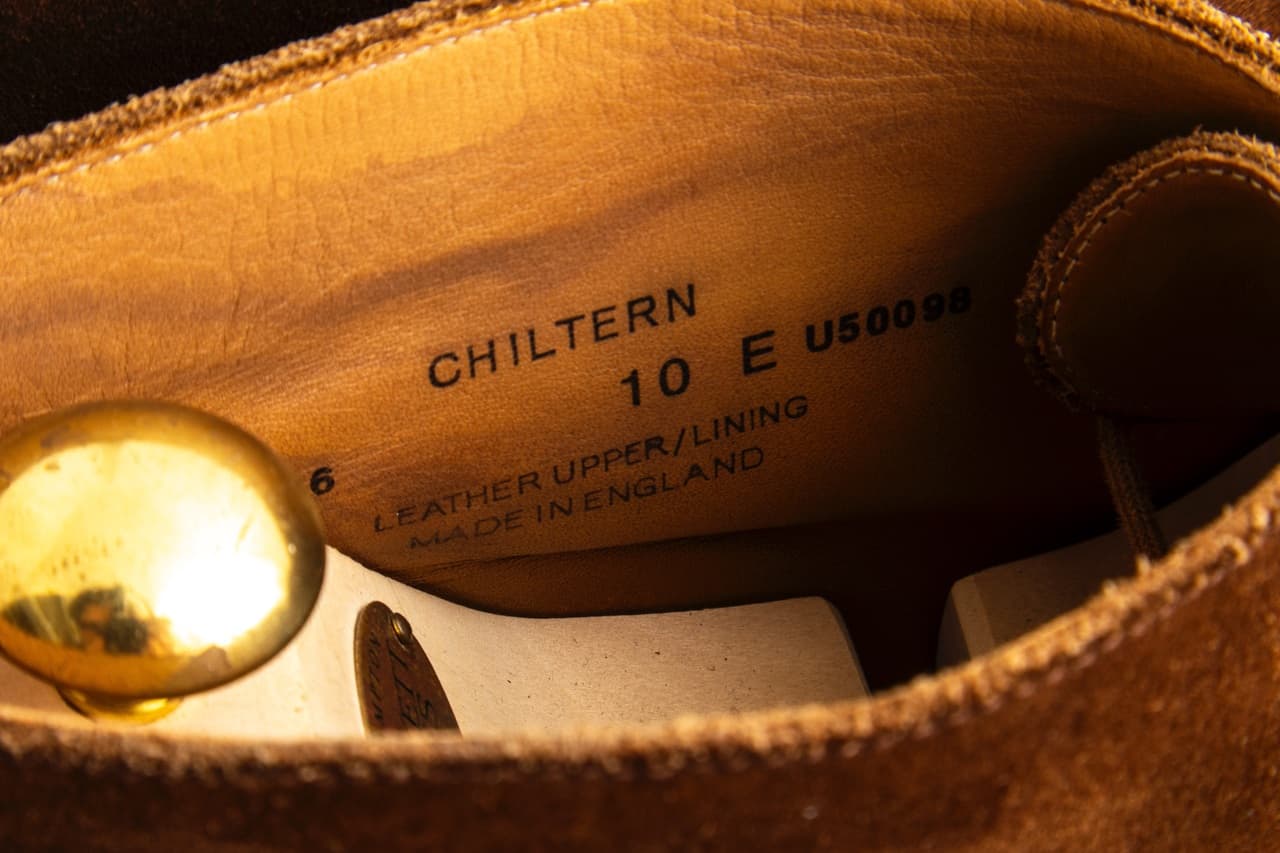 CHILTERN
10 E U50098
6
LEATHER UPPER/LINING
MADE IN ENGLAND